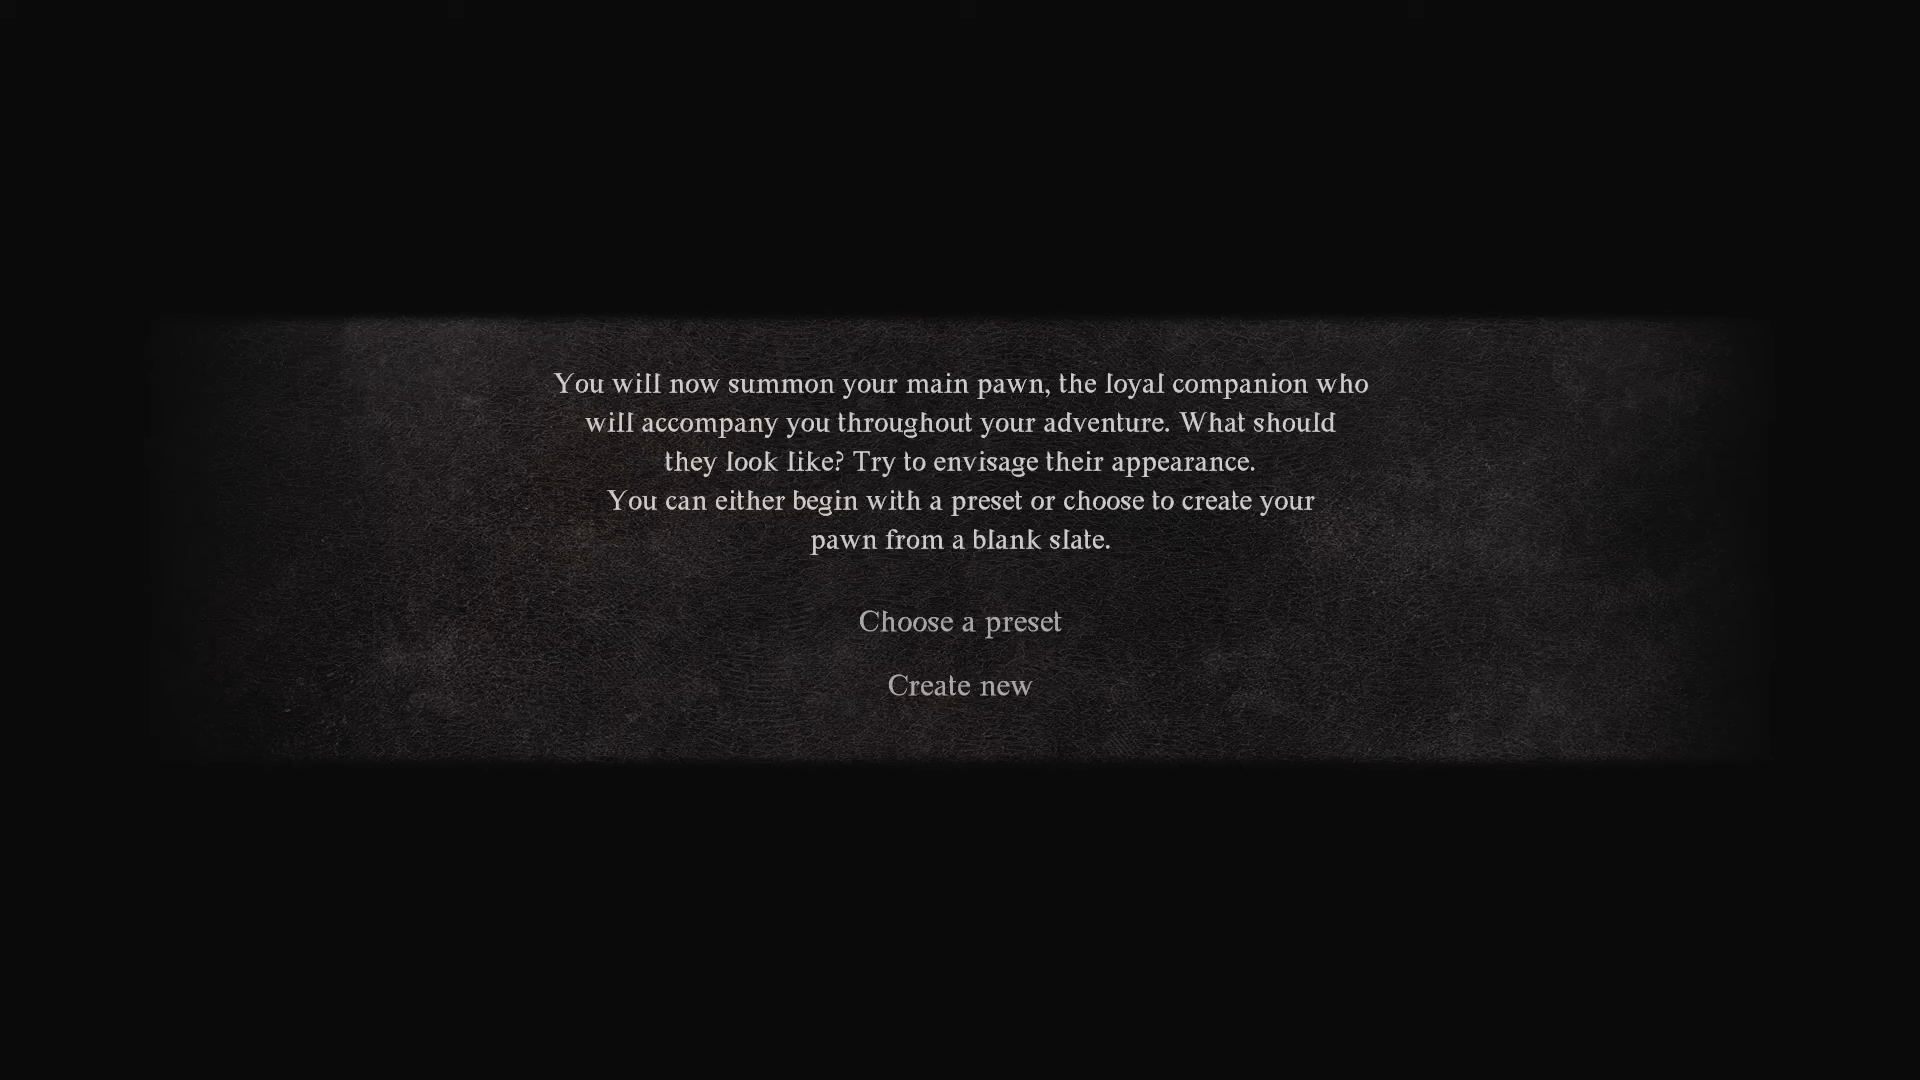 You will now summon your main pawn, the loyal companion who
will accompany you throughout your adventure. What should
they look like? Try to envisage their appearance.
You can either begin with a preset or choose to create your
pawn from a blank slate.
Choose a preset
Create new